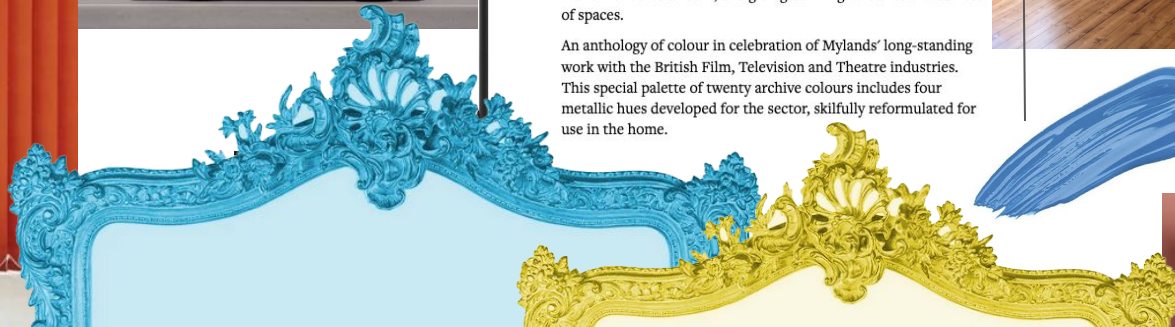 of spaces.
An anthology of colour in celebration of Mylands’ long-standing
work with the British Film, Television and Theatre industries.
This special palette of twenty archive colours includes four
metallic hues developed for the sector, skilfully reformulated for
use in the home.